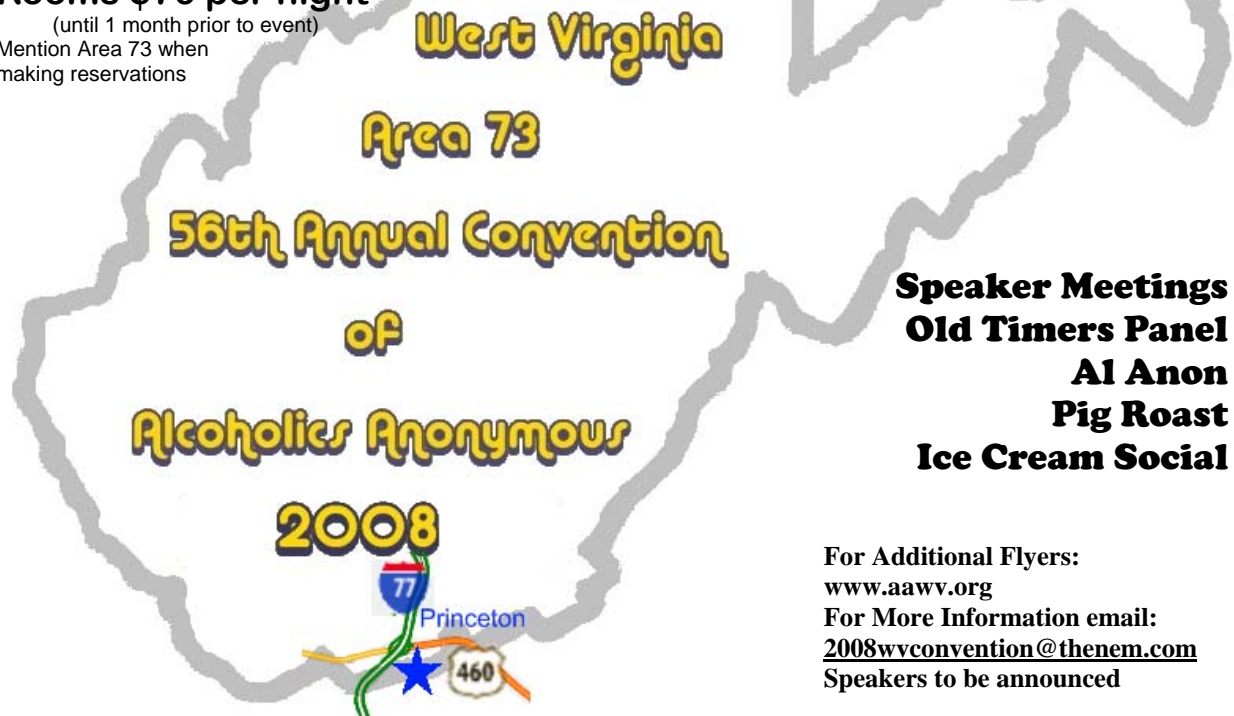 (until 1 month prior to event)
Mention Area 73 when
making reservations
West Virginia
Area 73
56th Annual Convention
of
Alcoholics Anonymous
2008
Speaker Meetings
Old Timers Panel
Al Anon
Pig Roast
Ice Cream Social
77
Princeton
460
For Additional Flyers:
www.aawv.org
For More Information email:
2008wvconvention@thenem.com
Speakers to be announced